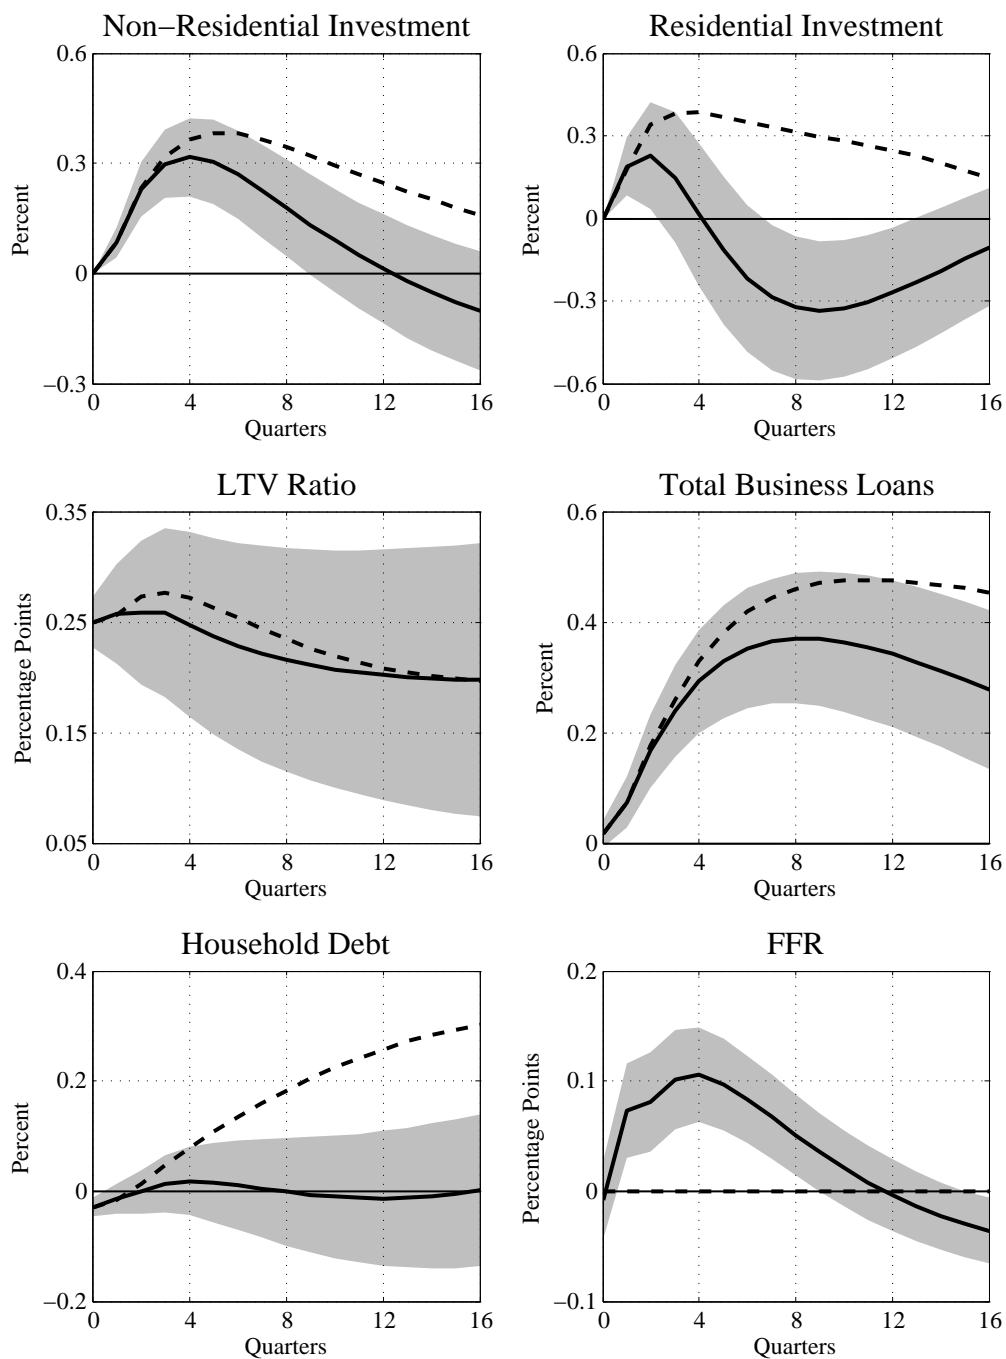 Non−Residential Investment
Percent
0.6
0.3
0
−0.3
0 4 8 12 16
Quarters
Residential Investment
Percent
0.6
0.3
0
−0.3
−0.6
0 4 8 12 16
Quarters
LTV Ratio
Percentage Points
0.35
0.25
0.15
0.05
0 4 8 12 16
Quarters
Total Business Loans
Percent
0.6
0.4
0.2
0
0 4 8 12 16
Quarters
Household Debt
Percent
0.4
0.2
0
−0.2
0 4 8 12 16
Quarters
FFR
Percentage Points
0.2
0.1
0
−0.1
0 4 8 12 16
Quarters